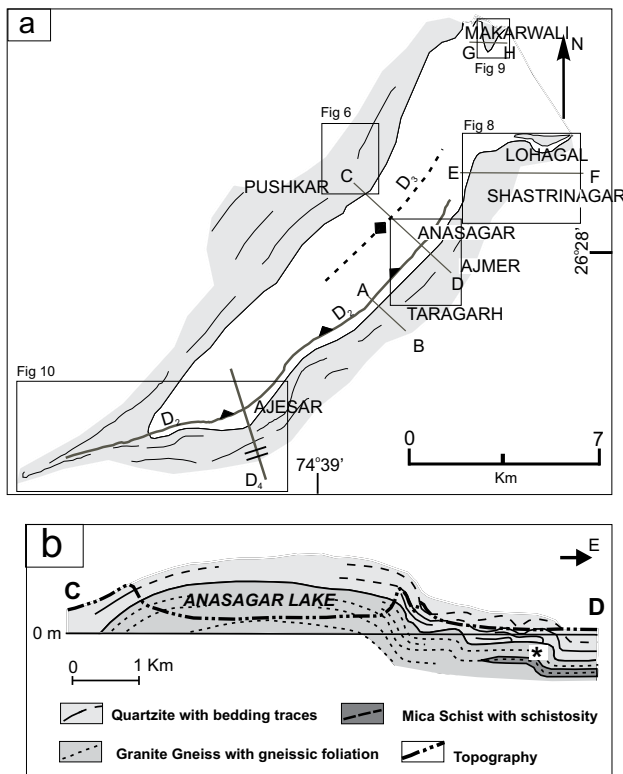 a
MAKARWALI
G H
N
Fig 9
Fig 6
Fig 8
LOHAGAL
C
D3
E F
PUSHKAR
SHASTRINAGAR
ANASAGAR
26°28'
AJMER
A
D
D2
TARAGARH
B
Fig 10
AJESAR
D2
0 7
74°39'
Km
D4
b
E
C
D
ANASAGAR LAKE
0 m
*
0 1 Km
Quartzite with bedding traces
Mica Schist with schistosity
Granite Gneiss with gneissic foliation
Topography